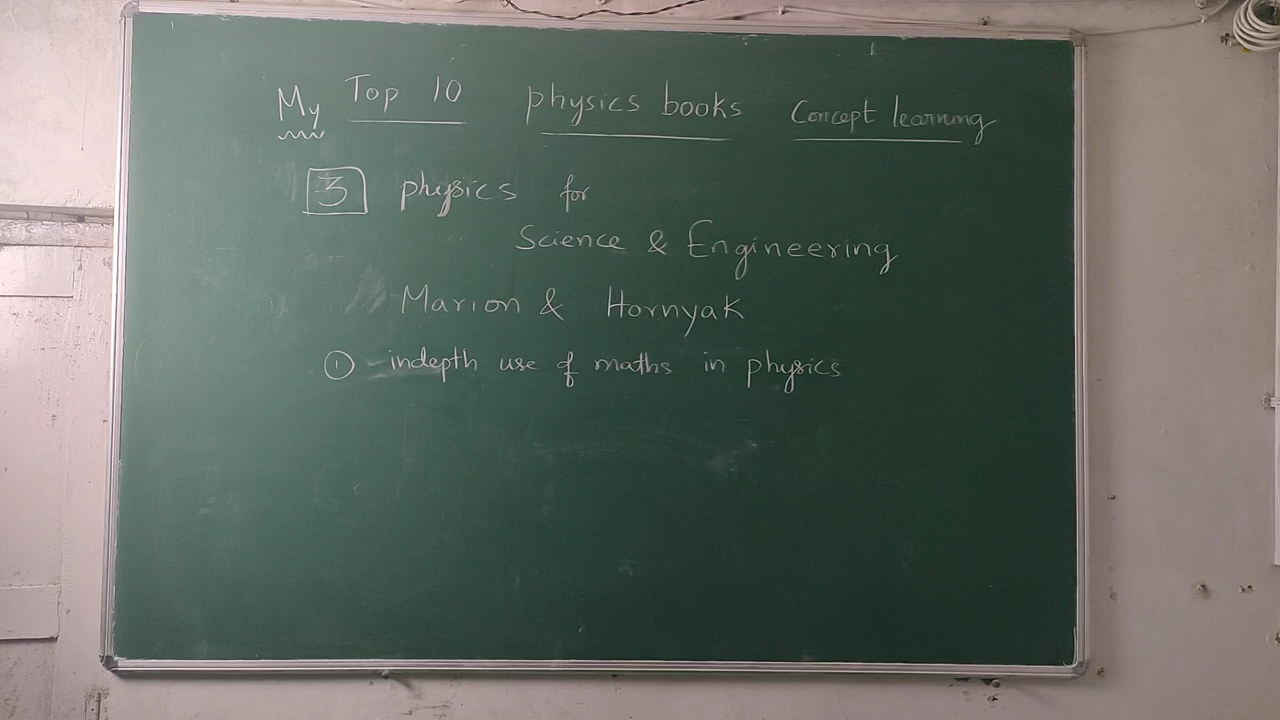 My Top 10 physics books Concept learning
3 physics for
Science & Engineering
Marion & Hornyak
1 indepth use of maths in physics